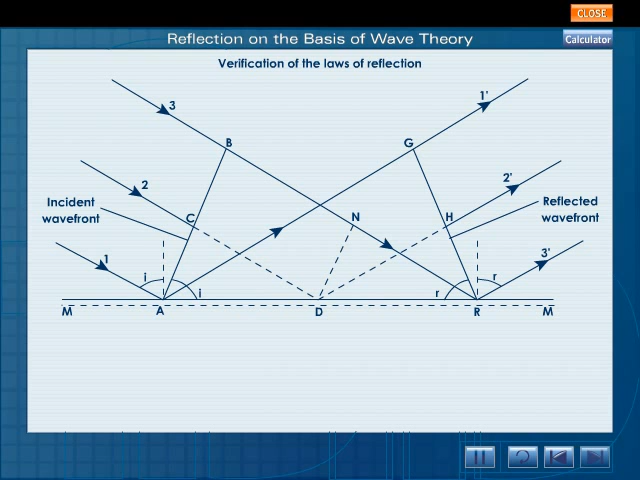 CLOSE
Reflection on the Basis of Wave Theory
Calculator
Verification of the laws of reflection
3
1'
B
G
2
2'
Incident
wavefront
C
N
H
Reflected
wavefront
1
3'
i
i
r
r
M
A
D
R
M